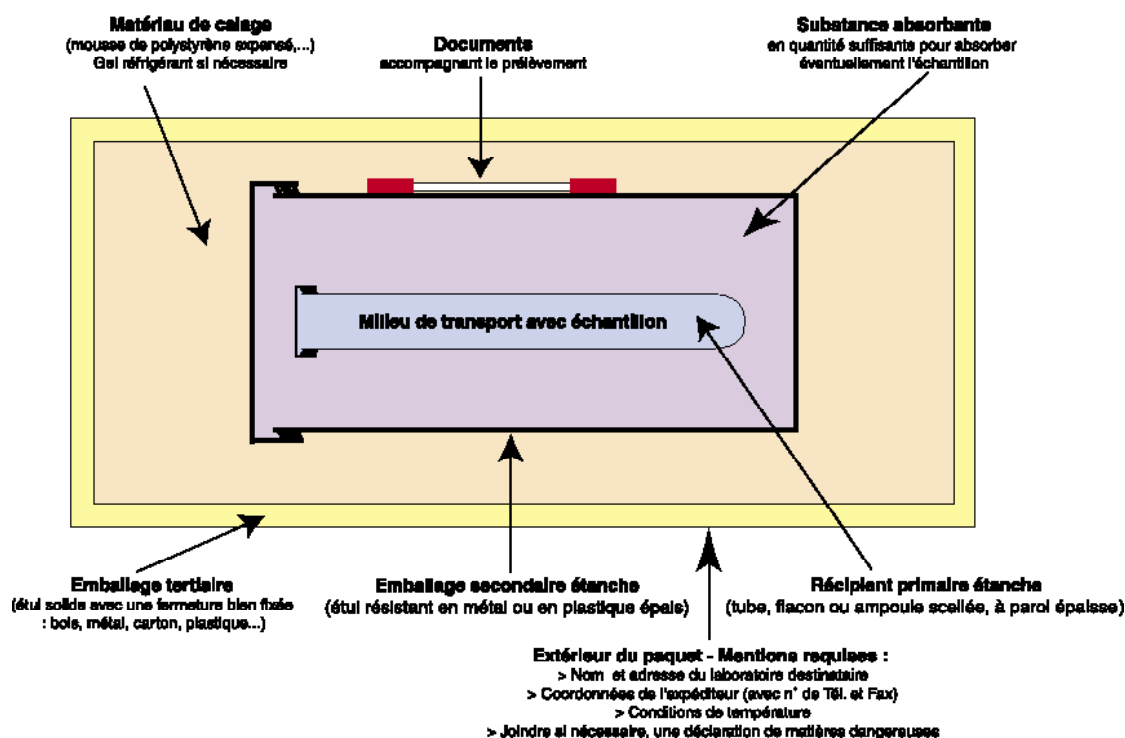 Matériau de calage
(mousse de polystyrène expansé,...)
Gel réfrigérant si nécessaire
Documents
accompagnant le prélèvement
Substance absorbante
en quantité suffisante pour absorber
éventuellement l'échantillon
Milieu de transport avec échantillon
Emballage tertiaire
(étui solide avec une fermeture bien fixée
: bois, métal, carton, plastique...)
Emballage secondaire étanche
(étui résistant en métal ou en plastique épais)
Récipient primaire étanche
(tube, flacon ou ampoule scellée, à paroi épaisse)
Extérieur du paquet - Mentions requises :
> Nom et adresse du laboratoire destinataire
> Coordonnées de l'expéditeur (avec n° de Tél. et Fax)
> Conditions de température
> Joindre si nécessaire, une déclaration de matières dangereuses